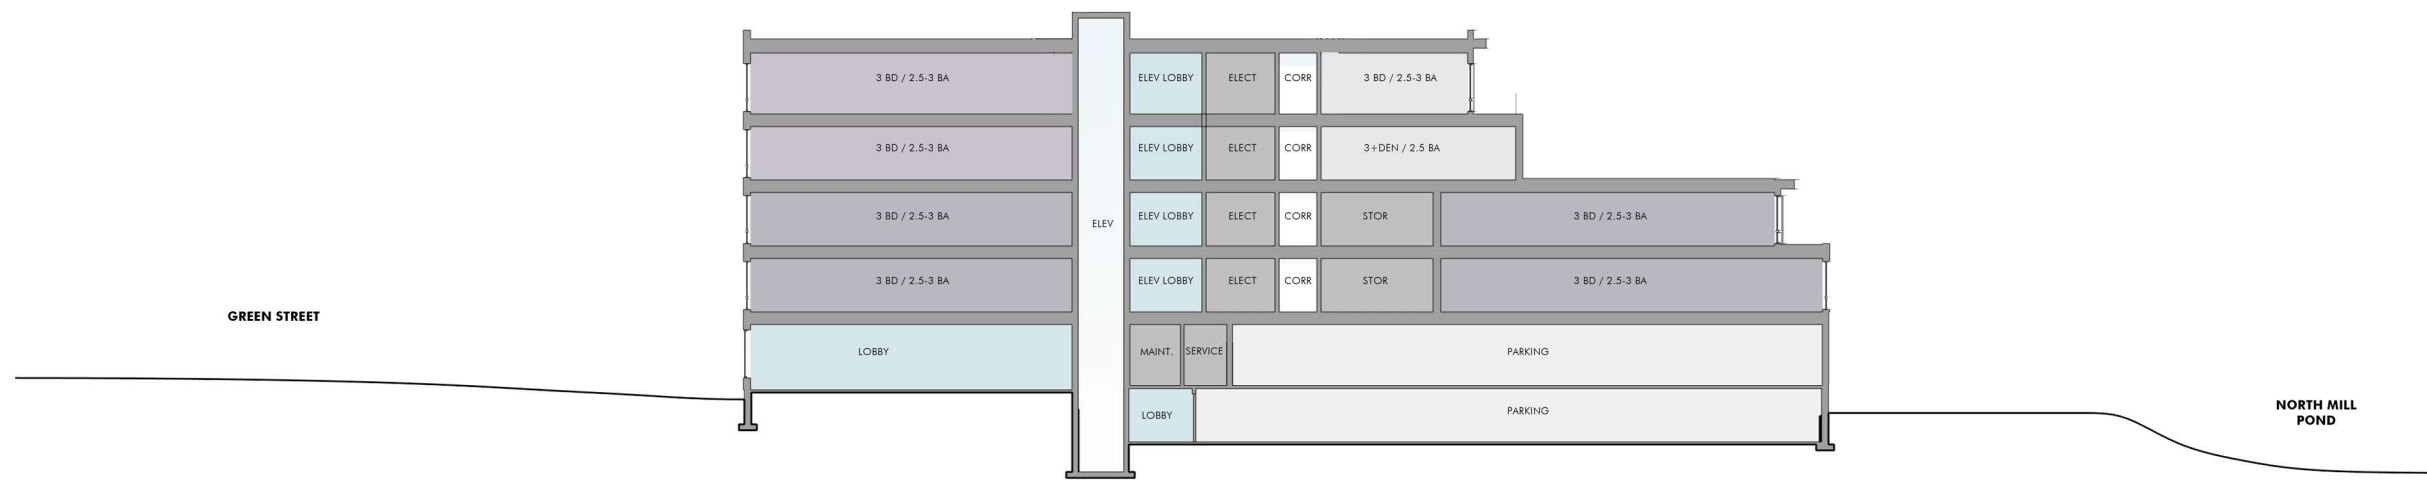 3 BD / 2.5-3 BA ELEV LOBBY ELECT CORR 3 BD / 2.5-3 BA
3 BD / 2.5-3 BA ELEV LOBBY ELECT CORR 3+DEN / 2.5 BA
3 BD / 2.5-3 BA ELEV ELEV LOBBY ELECT CORR STOR 3 BD / 2.5-3 BA
3 BD / 2.5-3 BA ELEV LOBBY ELECT CORR STOR 3 BD / 2.5-3 BA
GREEN STREET
LOBBY MAINT. SERVICE PARKING
LOBBY PARKING
NORTH MILL
POND